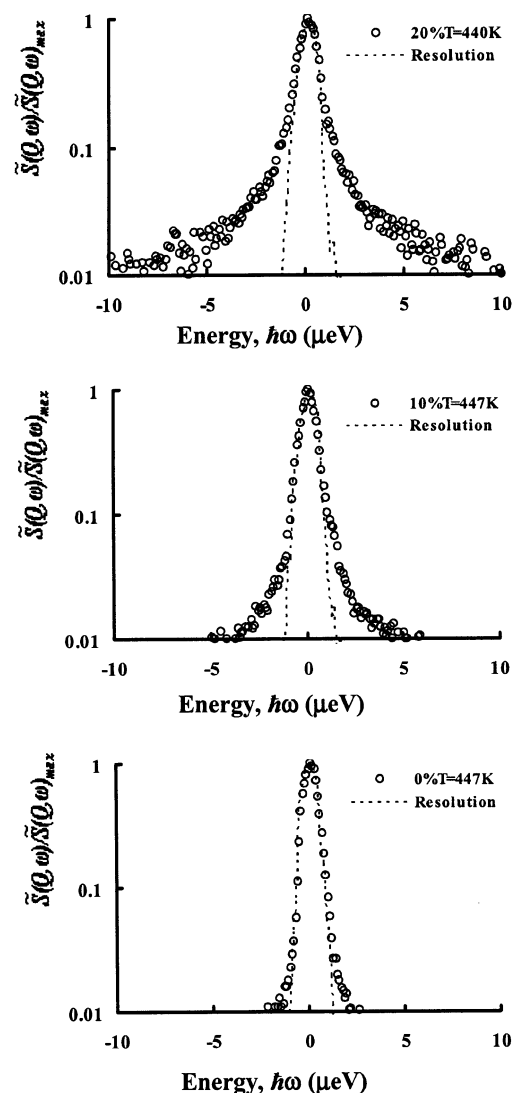 20%T=440K
Resolution
S̃(Q,ω)/S̃(Q,ω)max
1
0.1
0.01
-10 -5 0 5 10
Energy, ħω (μeV)
10%T=447K
Resolution
S̃(Q,ω)/S̃(Q,ω)max
1
0.1
0.01
-10 -5 0 5 10
Energy, ħω (μeV)
0%T=447K
Resolution
S̃(Q,ω)/S̃(Q,ω)max
1
0.1
0.01
-10 -5 0 5 10
Energy, ħω (μeV)